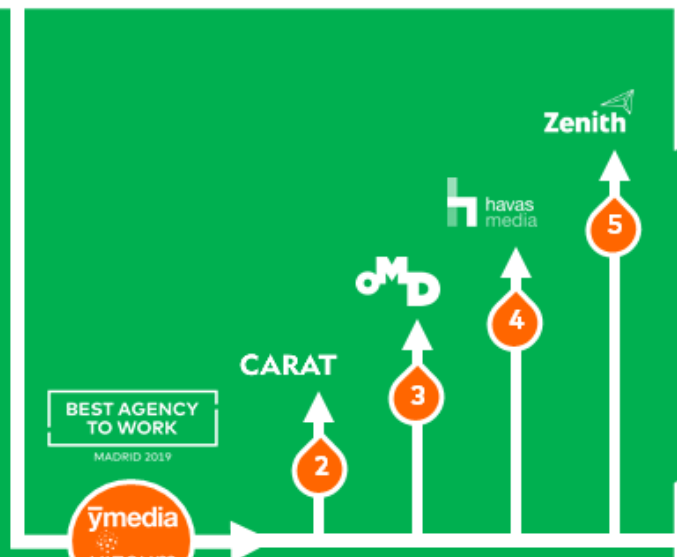 Zenith
5
havas
media
4
OMD
3
CARAT
2
BEST AGENCY
TO WORK
MADRID 2019
ymedia